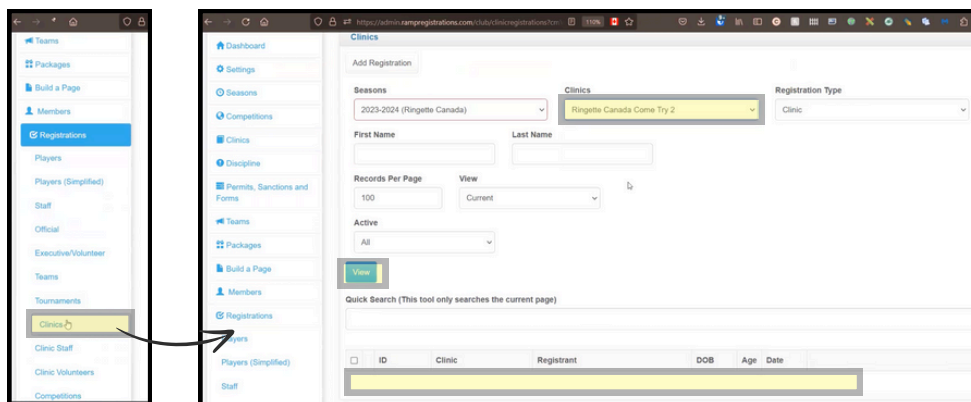 Teams
Packages
Build a Page
Members
Registrations
Players
Players (Simplified)
Staff
Official
Executive/Volunteer
Teams
Tournaments
Clinics
Clinic Staff
Clinic Volunteers
Competitions
https://admin.rampregistrations.com/club/clinicregistrations?
110%
Dashboard
Settings
Seasons
Competitions
Clinics
Discipline
Permits, Sanctions and
Forms
Teams
Packages
Build a Page
Members
Registrations
Players (Simplified)
Staff
Clinics
Add Registration
Seasons Clinics Registration Type
2023-2024 (Ringette Canada) Ringette Canada Come Try 2 Clinic
First Name Last Name
Records Per Page View
100 Current
Active
All
View
Quick Search (This tool only searches the current page)
ID Clinic Registrant DOB Age Date